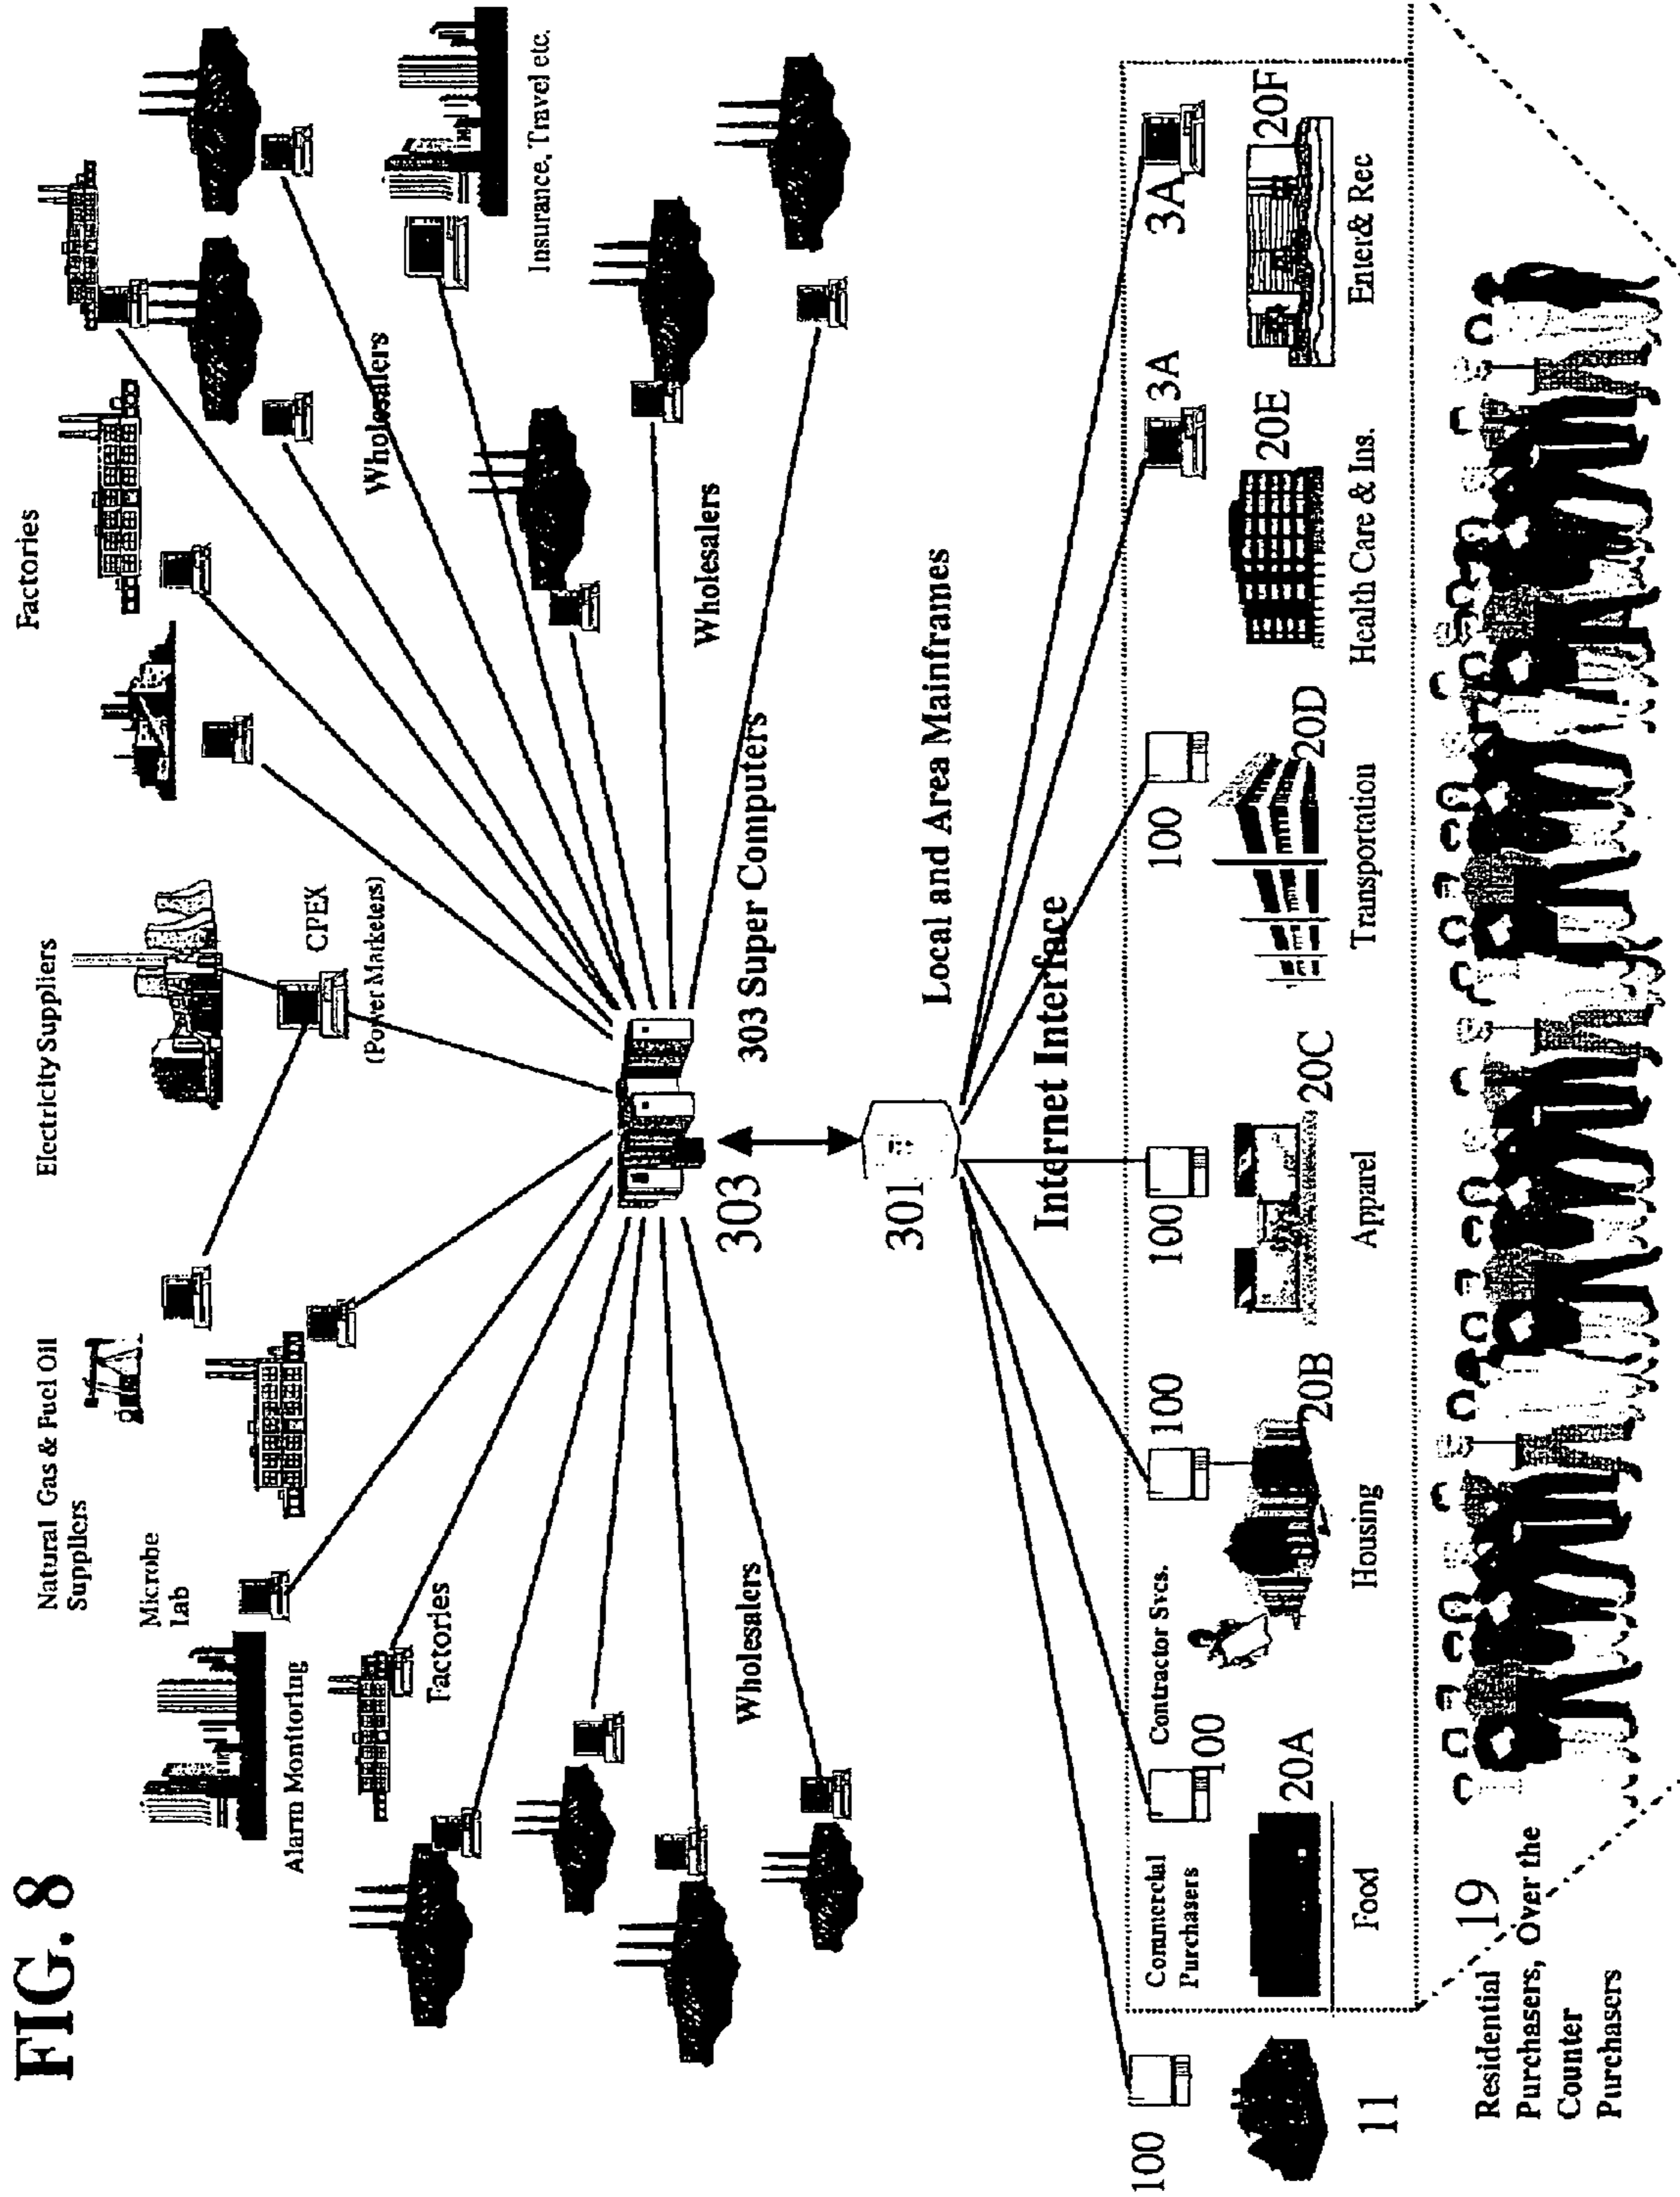 FIG. 8
Natural Gas & Fuel Oil
Suppliers
Electricity Suppliers
Factories
Microbe
Lab
Alarm Monitoring
CPEX
(Power Marketers)
Wholesalers
Insurance, Travel etc.
Factories
Wholesalers
Wholesalers
303
303 Super Computers
301
Local and Area Mainframes
Internet Interface
100
Commercial
Purchasers
100
Contractor Svcs.
100
100
100
3A
3A
11
20A
20B
20C
20D
20E
20F
Food
Housing
Apparel
Transportation
Health Care & Ins.
Enter& Rec
Residential 19
Purchasers, Over the
Counter
Purchasers